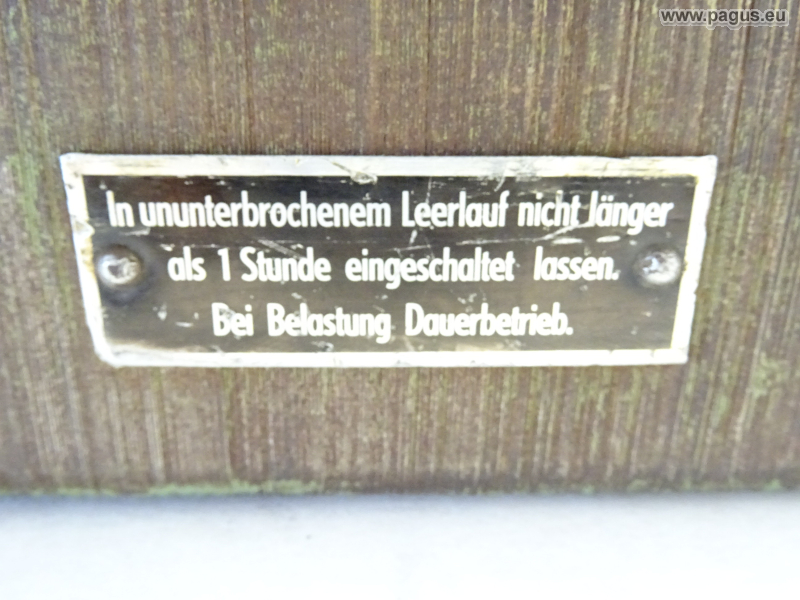 www.pagus.eu
In ununterbrochenem Leerlauf nicht länger
als 1 Stunde eingeschaltet lassen.
Bei Belastung Dauerbetrieb.